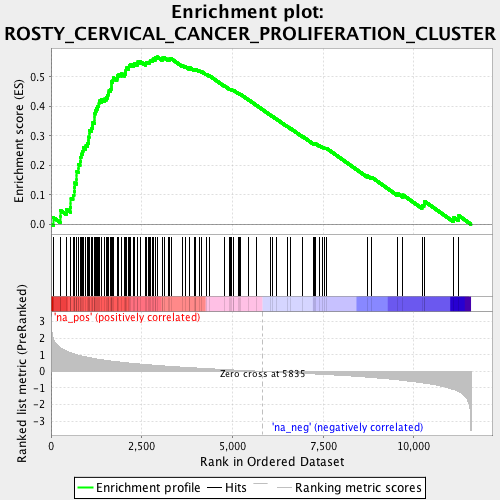 Enrichment plot:
ROSTY_CERVICAL_CANCER_PROLIFERATION_CLUSTER
Enrichment score (ES)
0.5
0.4
0.3
0.2
0.1
0.0
'na_pos' (positively correlated)
Ranked list metric (PreRanked)
3
2
1
0
-1
-2
-3
Zero cross at 5835
'na_neg' (negatively correlated)
0
2,500
5,000
7,500
10,000
Rank in Ordered Dataset
Enrichment profile
Hits
Ranking metric scores